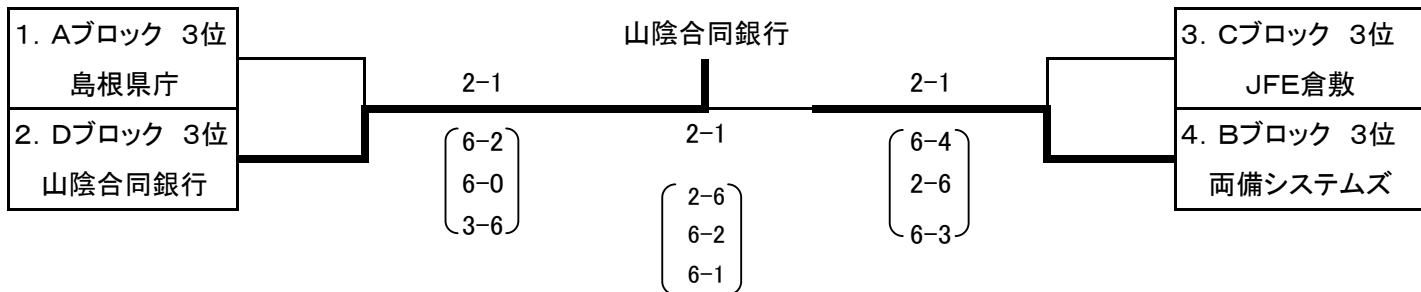 1. Aブロック 3位
島根県庁
2. Dブロック 3位
山陰合同銀行
2-1
6-2
6-0
3-6
山陰合同銀行
2-1
2-6
6-2
6-1
2-1
6-4
2-6
6-3
3. Cブロック 3位
JFE倉敷
4. Bブロック 3位
両備システムズ